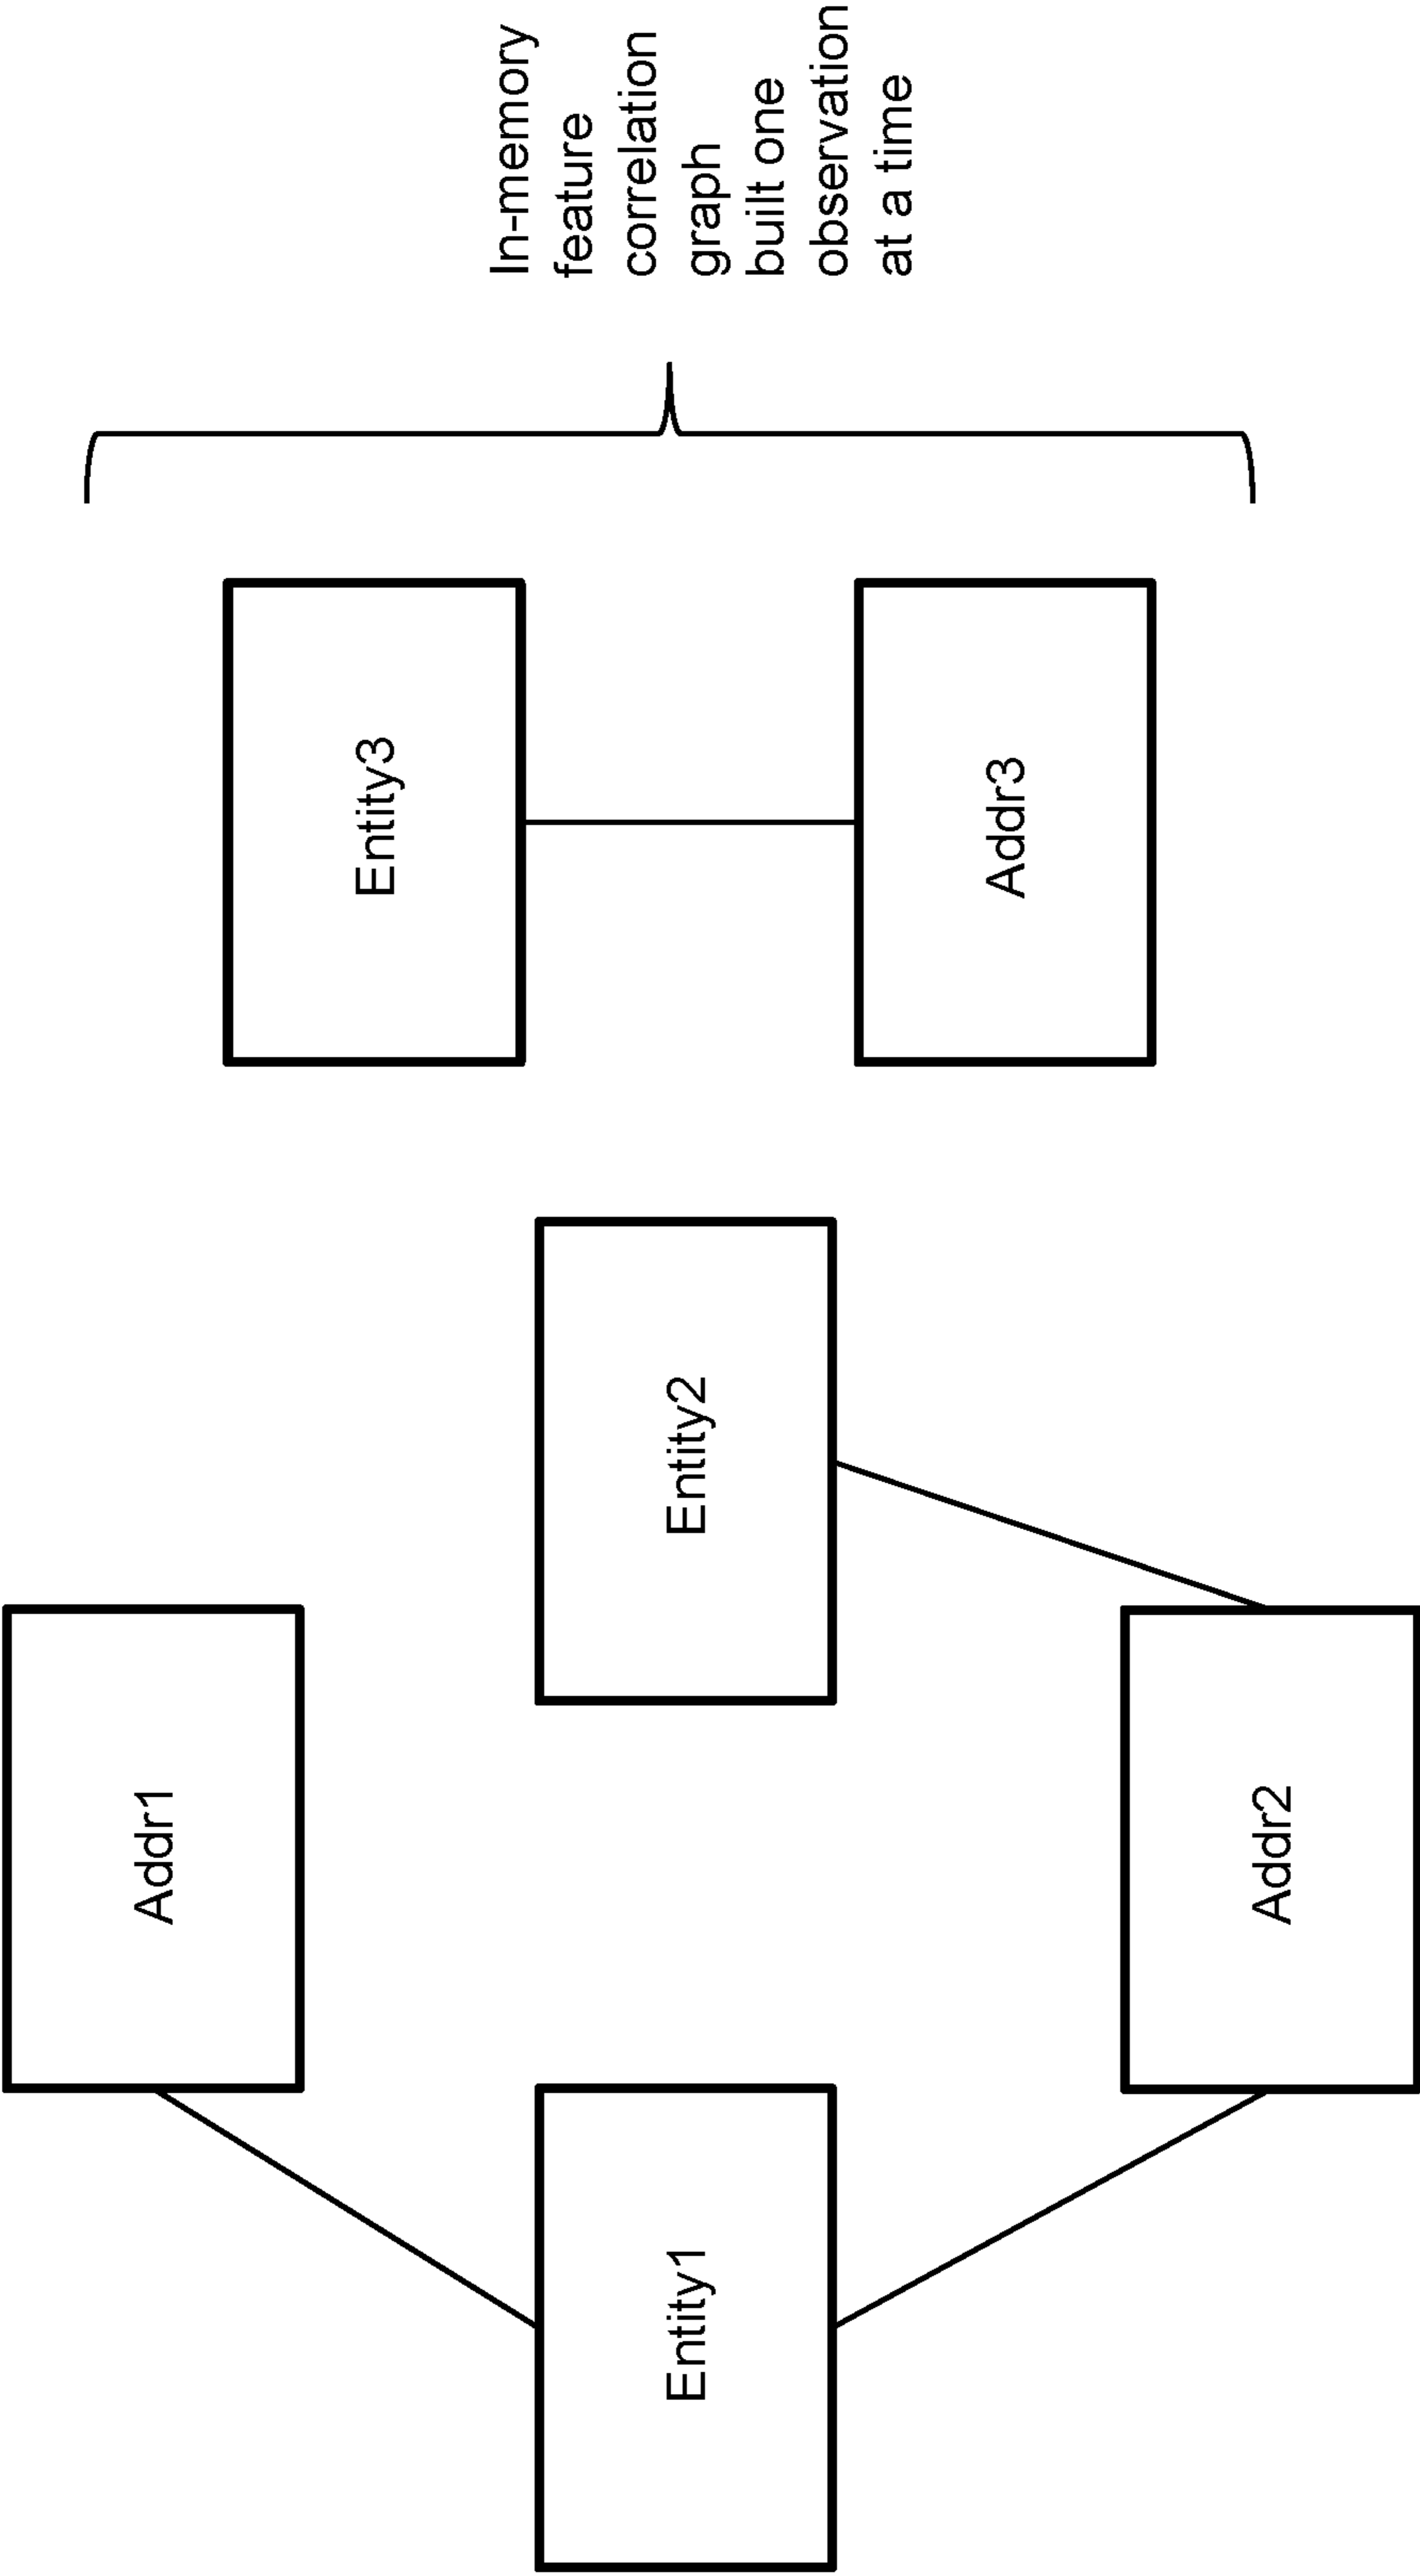 Addr1
Entity1
Entity2
Entity3
Addr2
Addr3
In-memory
feature
correlation
graph
built one
observation
at a time